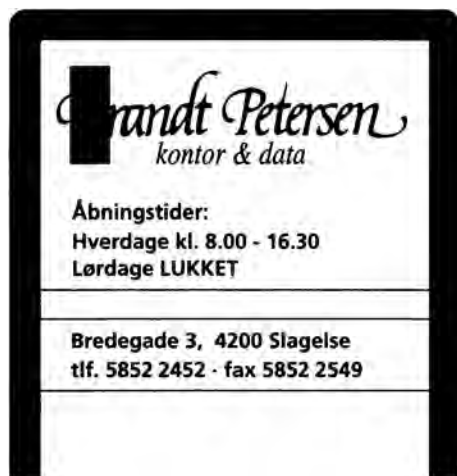 Brandt Petersen
kontor & data
Åbningstider:
Hverdage kl. 8.00 - 16.30
Lørdage LUKKET
Bredegade 3, 4200 Slagelse
tlf. 5852 2452 · fax 5852 2549